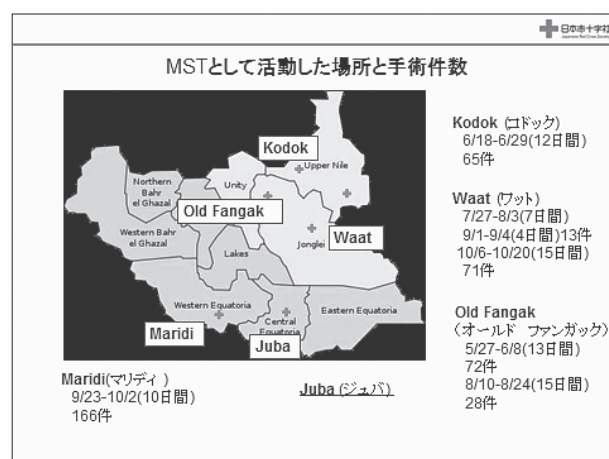 日本赤十字社
Japanese Red Cross Society
MSTとして活動した場所と手術件数
Kodok
Upper Nile
Northern
Bahr
el Ghazal
Unity
Old Fangak
Western Bahr
el Ghazal
Jonglei
Waat
Lakes
Western Equatoria
Central
Equatoria
Eastern Equatoria
Maridi
Juba
Kodok (コドック)
6/18-6/29(12日間)
65件
Waat (ワット)
7/27-8/3(7日間)
9/1-9/4(4日間)13件
10/6-10/20(15日間)
71件
Old Fangak
(オールド ファンガック)
5/27-6/8(13日間)
72件
8/10-8/24(15日間)
28件
Maridi(マリディ)
9/23-10/2(10日間)
166件
Juba (ジュバ)